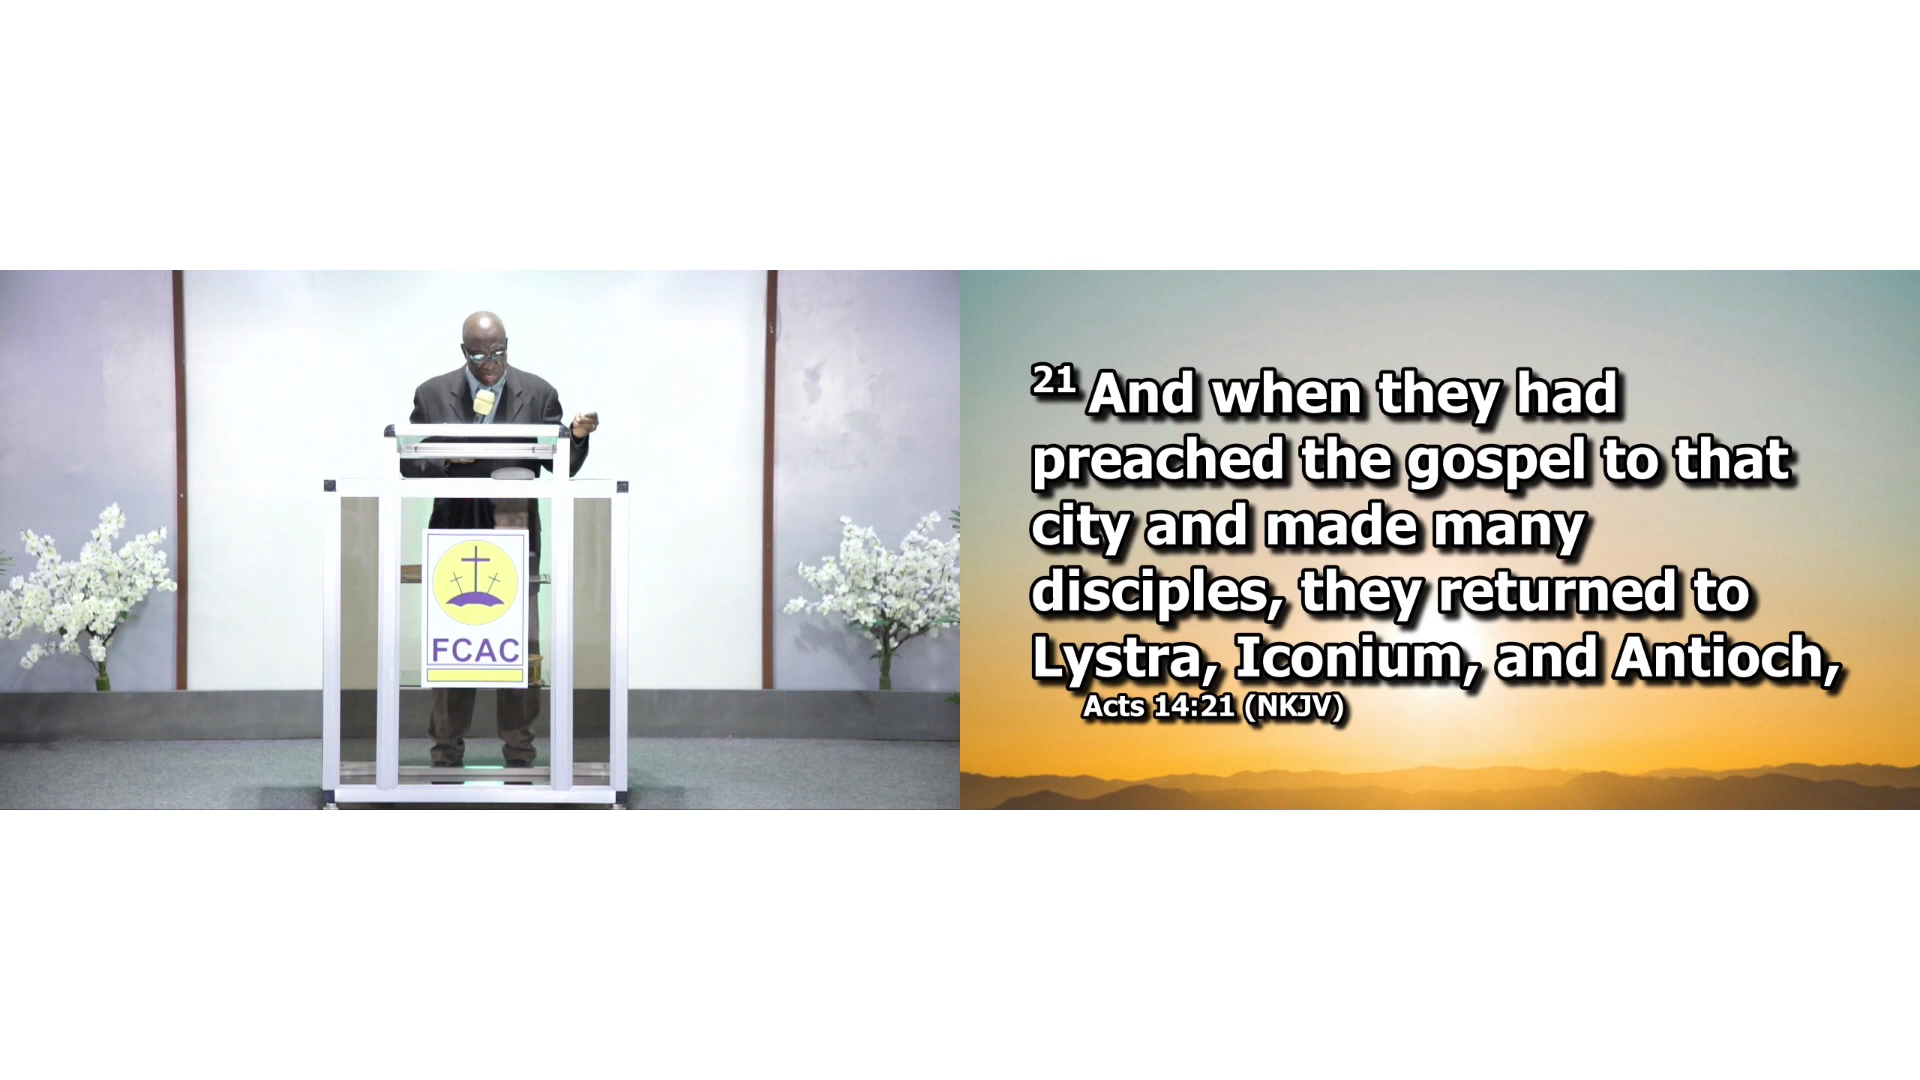 FCAC
21 And when they had
preached the gospel to that
city and made many
disciples, they returned to
Lystra, Iconium, and Antioch,
Acts 14:21 (NKJV)